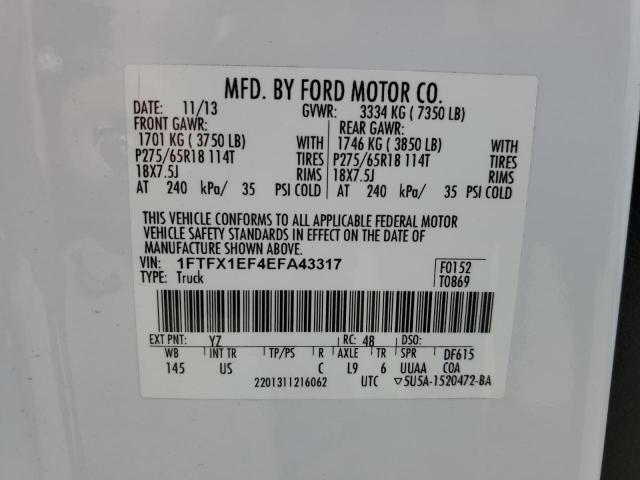 MFD. BY FORD MOTOR CO.
DATE: 11/13 GVWR: 3334 KG ( 7350 LB)
FRONT GAWR: REAR GAWR:
1701 KG ( 3750 LB) WITH 1746 KG ( 3850 LB) WITH
P275/65R18 114T TIRES P275/65R18 114T TIRES
18X7.5J RIMS 18X7.5J RIMS
AT 240 kPa/ 35 PSI COLD AT 240 kPa/ 35 PSI COLD
THIS VEHICLE CONFORMS TO ALL APPLICABLE FEDERAL MOTOR
VEHICLE SAFETY STANDARDS IN EFFECT ON THE DATE OF
MANUFACTURE SHOWN ABOVE.
VIN: 1FTFX1EF4EFA43317 F0152
TYPE: Truck T0869
EXT PNT: YZ RC: 48 DSO:
WB INT TR TP/PS R AXLE TR SPR DF615
145 US C L9 6 UUAA COA
2201311216062 UTC ▽5U5A-1520472-BA